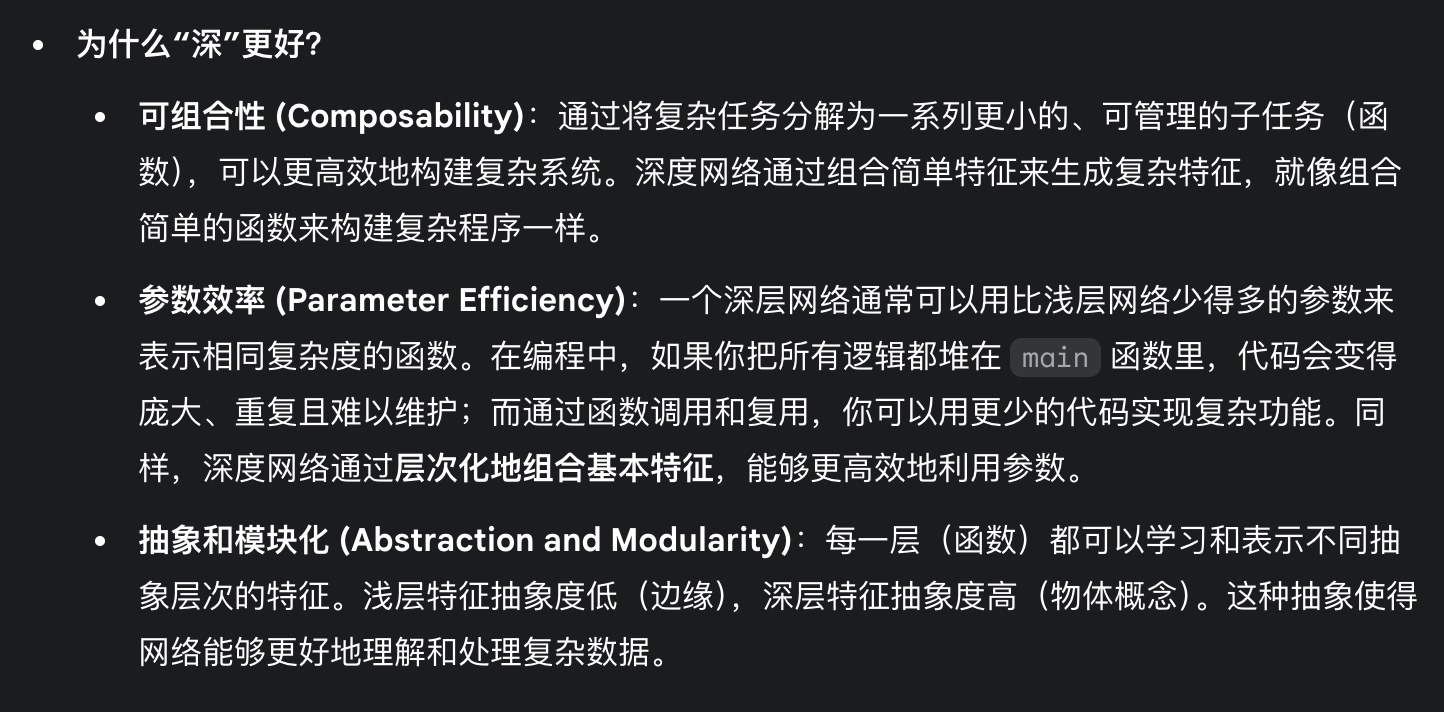 为什么“深”更好？
可组合性 (Composability)： 通过将复杂任务分解为一系列更小的、可管理的子任务（函
数），可以更高效地构建复杂系统。深度网络通过组合简单特征来生成复杂特征，就像组合
简单的函数来构建复杂程序一样。
参数效率 (Parameter Efficiency)： 一个深层网络通常可以用比浅层网络少得多的参数来
表示相同复杂度的函数。在编程中，如果你把所有逻辑都堆在 main 函数里，代码会变得
庞大、重复且难以维护；而通过函数调用和复用，你可以用更少的代码实现复杂功能。同
样，深度网络通过层次化地组合基本特征，能够更高效地利用参数。
抽象和模块化 (Abstraction and Modularity)： 每一层（函数）都可以学习和表示不同抽
象层次的特征。浅层特征抽象度低（边缘），深层特征抽象度高（物体概念）。这种抽象使得
网络能够更好地理解和处理复杂数据。